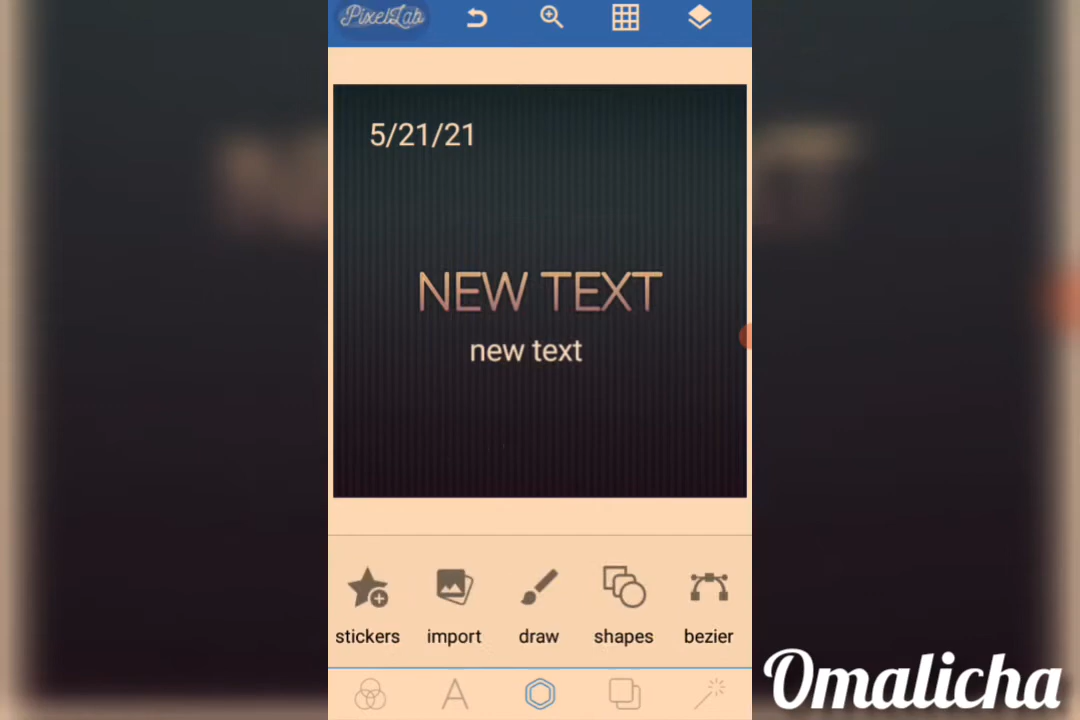 PixelLab
5/21/21
NEW TEXT
new text
stickers import draw shapes bezier
Omalicha